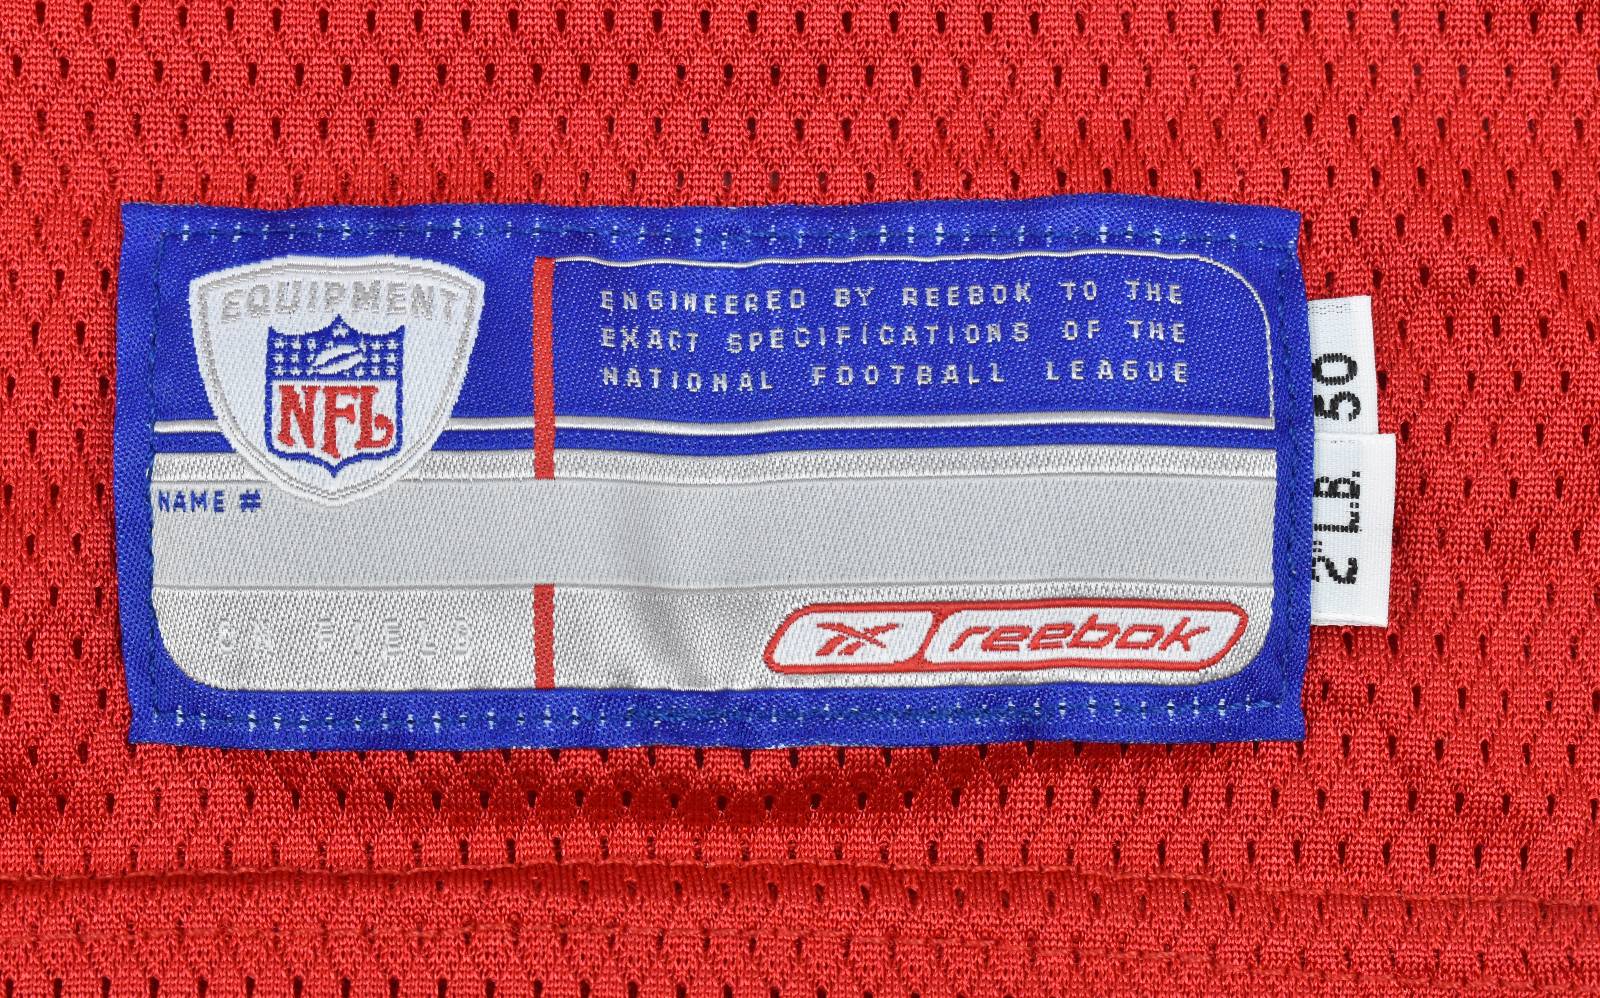 EQUIPMENT
NFL
ENGINEERED BY REEBOK TO THE
EXACT SPECIFICATIONS OF THE
NATIONAL FOOTBALL LEAGUE
NAME #
ON FIELD
reebok
50
2" L.B.